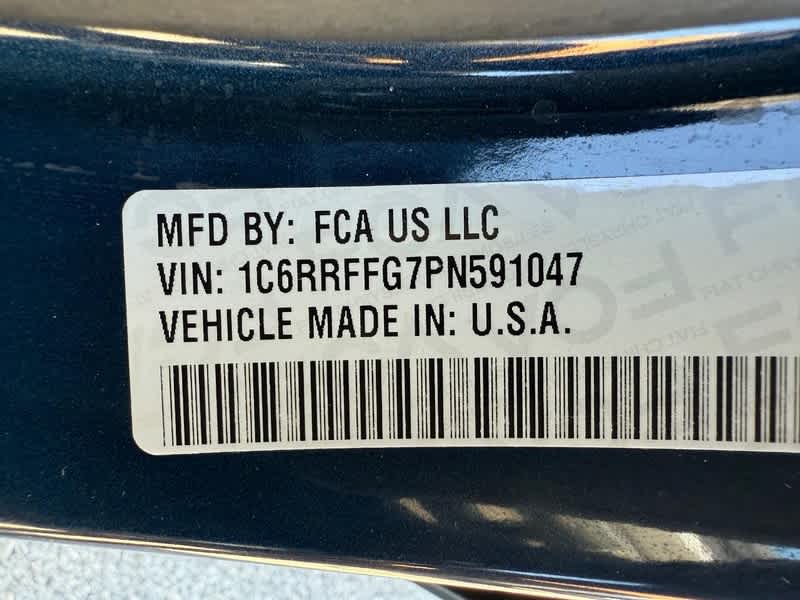 MFD BY: FCA US LLC
VIN: 1C6RRFFG7PN591047
VEHICLE MADE IN: U.S.A.